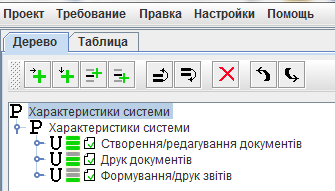 Проект Требование Правка Настройки Помощь
Дерево Таблица
P Характеристики системи
P Характеристики системи
U Створення/редагування документів
U Друк документів
U Формування/друк звітів